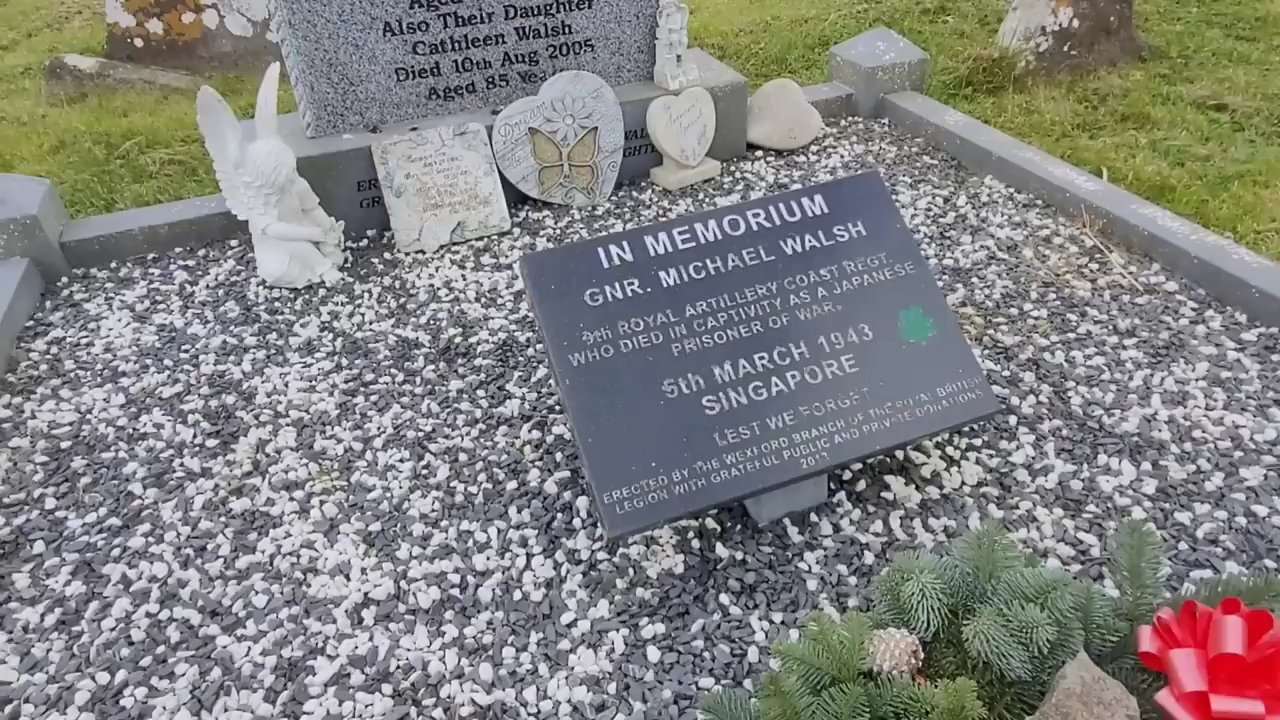 Aged
Also Their Daughter
Cathleen Walsh
Died 10th Aug 2005
Aged 85 Years
IN MEMORIUM
GNR. MICHAEL WALSH
9th ROYAL ARTILLERY COAST REGT.
WHO DIED IN CAPTIVITY AS A JAPANESE
PRISONER OF WAR.
5th MARCH 1943
SINGAPORE
LEST WE FORGET
ERECTED BY THE WEXFORD BRANCH OF THE ROYAL BRITISH
LEGION WITH GRATEFUL PUBLIC AND PRIVATE DONATIONS